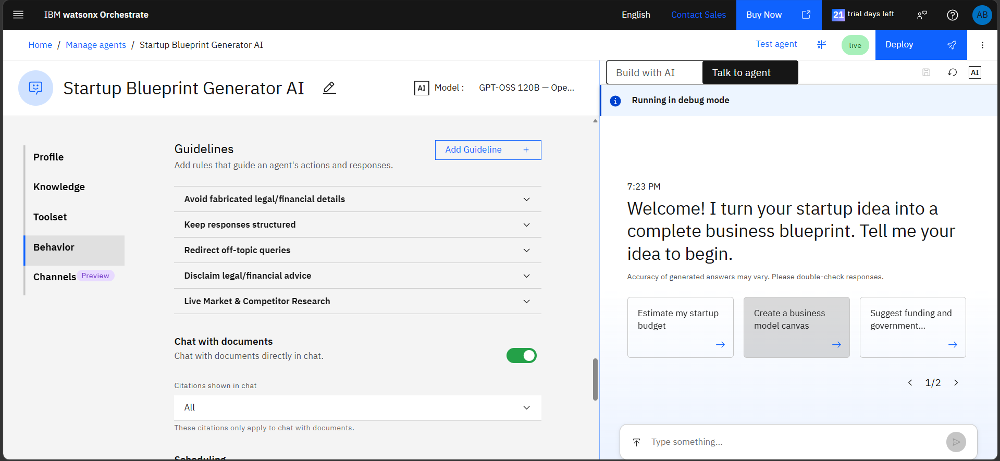 IBM watsonx Orchestrate
English
Contact Sales
Buy Now
21 trial days left
AB
Home / Manage agents / Startup Blueprint Generator AI
Test agent
live
Deploy
Startup Blueprint Generator AI
AI Model :
GPT-OSS 120B — Ope...
Build with AI
Talk to agent
AI
Running in debug mode
Profile
Knowledge
Toolset
Behavior
Channels Preview
Guidelines
Add rules that guide an agent's actions and responses.
Add Guideline +
Avoid fabricated legal/financial details
Keep responses structured
Redirect off-topic queries
Disclaim legal/financial advice
Live Market & Competitor Research
Chat with documents
Chat with documents directly in chat.
Citations shown in chat
All
These citations only apply to chat with documents.
Scheduling
7:23 PM
Welcome! I turn your startup idea into a
complete business blueprint. Tell me your
idea to begin.
Accuracy of generated answers may vary. Please double-check responses.
Estimate my startup
budget
Create a business
model canvas
Suggest funding and
government...
1/2
Type something...